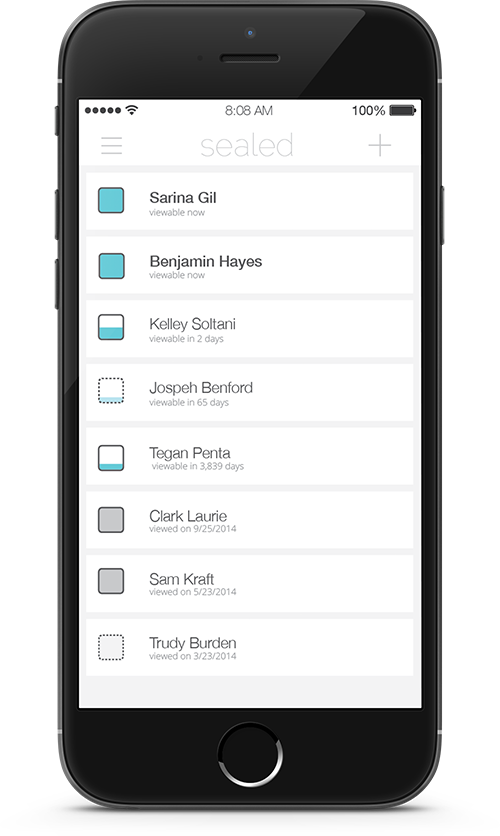 8:08 AM
100%
sealed
Sarina Gil
viewable now
Benjamin Hayes
viewable now
Kelley Soltani
viewable in 2 days
Jospeh Benford
viewable in 65 days
Tegan Penta
viewable in 3,839 days
Clark Laurie
viewed on 9/25/2014
Sam Kraft
viewed on 5/23/2014
Trudy Burden
viewed on 3/23/2014